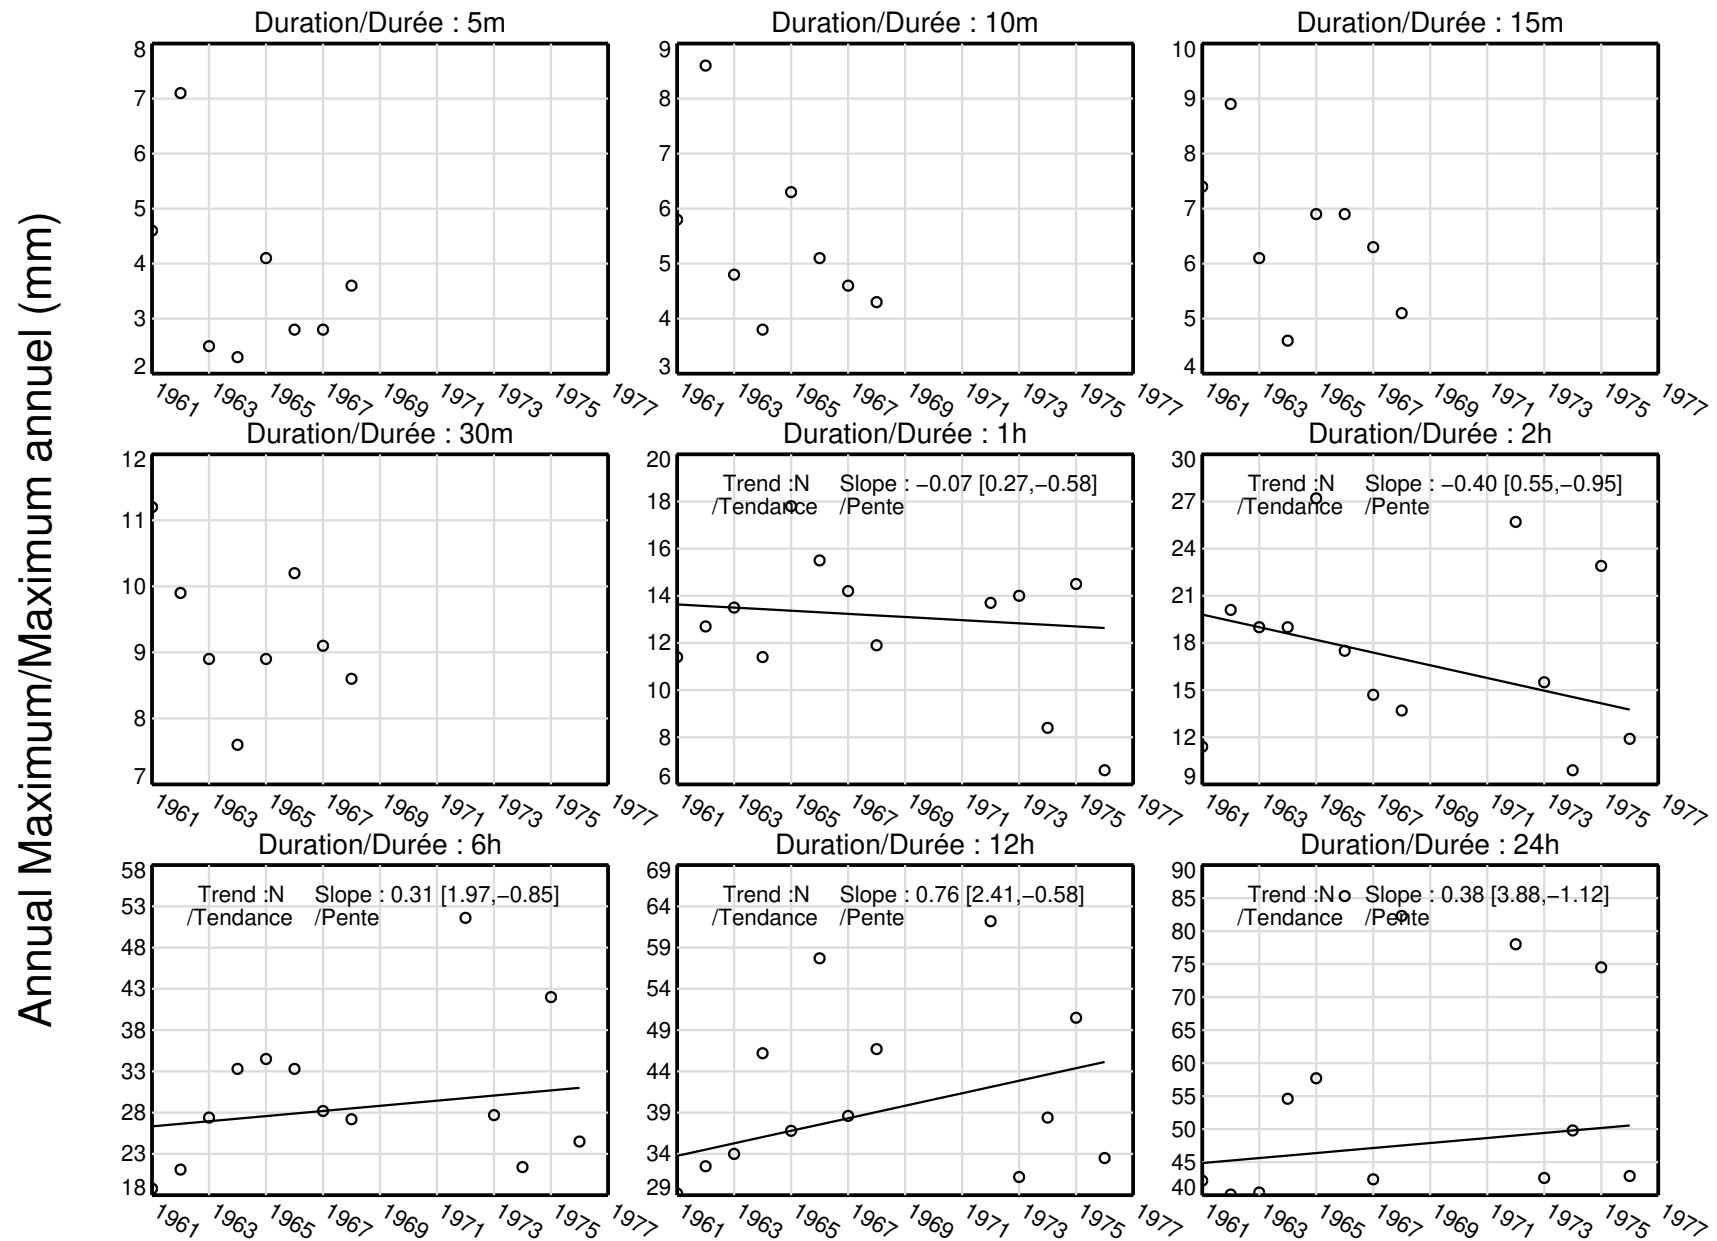 Annual Maximum/Maximum annuel (mm)
Duration/Durée : 5m
8
7
6
5
4
3
2
1961 1963 1965 1967 1969 1971 1973 1975 1977
Duration/Durée : 10m
9
8
7
6
5
4
3
1961 1963 1965 1967 1969 1971 1973 1975 1977
Duration/Durée : 15m
10
9
8
7
6
5
4
1961 1963 1965 1967 1969 1971 1973 1975 1977
Duration/Durée : 30m
12
11
10
9
8
7
1961 1963 1965 1967 1969 1971 1973 1975 1977
Duration/Durée : 1h
Trend :N Slope : −0.07 [0.27,−0.58]
/Tendance /Pente
20
18
16
14
12
10
8
6
1961 1963 1965 1967 1969 1971 1973 1975 1977
Duration/Durée : 2h
Trend :N Slope : −0.40 [0.55,−0.95]
/Tendance /Pente
30
27
24
21
18
15
12
9
1961 1963 1965 1967 1969 1971 1973 1975 1977
Duration/Durée : 6h
Trend :N Slope : 0.31 [1.97,−0.85]
/Tendance /Pente
58
53
48
43
38
33
28
23
18
1961 1963 1965 1967 1969 1971 1973 1975 1977
Duration/Durée : 12h
Trend :N Slope : 0.76 [2.41,−0.58]
/Tendance /Pente
69
64
59
54
49
44
39
34
29
1961 1963 1965 1967 1969 1971 1973 1975 1977
Duration/Durée : 24h
Trend :N Slope : 0.38 [3.88,−1.12]
/Tendance /Pente
90
85
80
75
70
65
60
55
50
45
40
1961 1963 1965 1967 1969 1971 1973 1975 1977